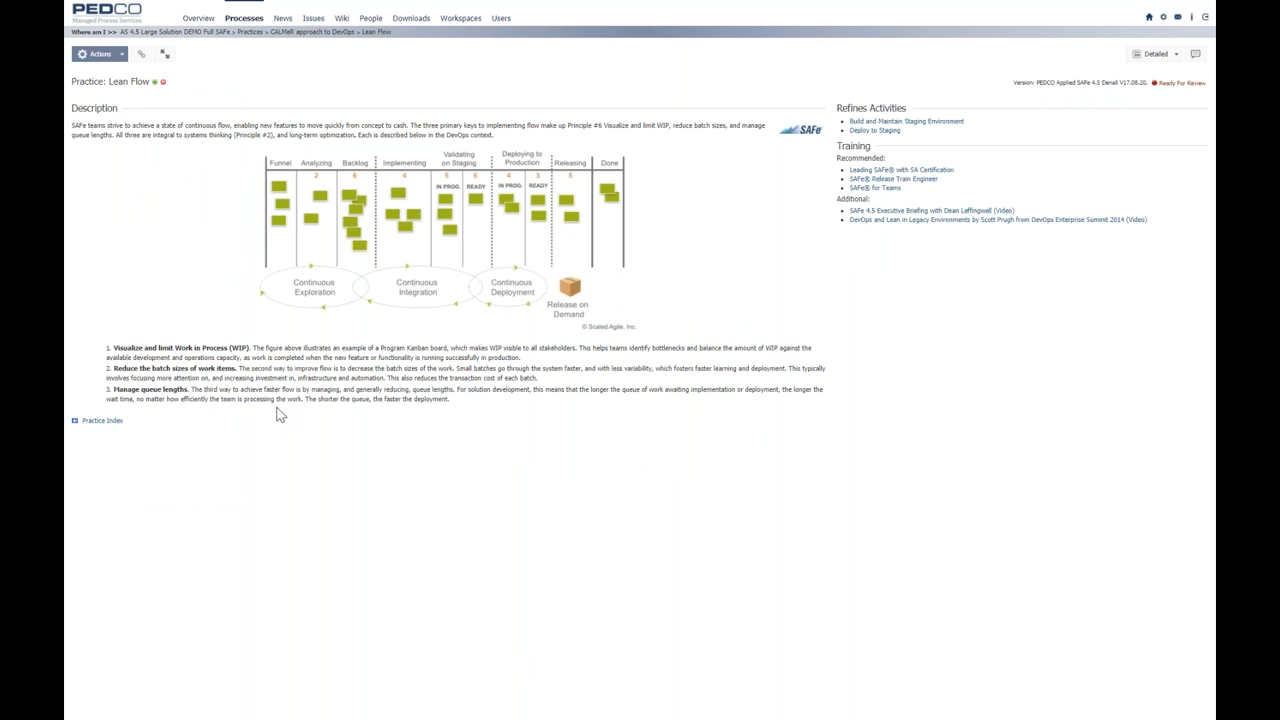 PEDCO
Managed Process Services
Overview Processes News Issues Wiki People Downloads Workspaces Users
Where am I >> AS 4.5 Large Solution DEMO Full SAFe > Practices > CALMeR approach to DevOps > Lean Flow
Actions
Detailed
Practice: Lean Flow
Version: PEDCO Applied SAFe 4.5 Denali V17.08.20. Ready For Review
Description
SAFe teams strive to achieve a state of continuous flow, enabling new features to move quickly from concept to cash. The three primary keys to implementing flow make up Principle #6 Visualize and limit WIP, reduce batch sizes, and manage
queue lengths. All three are integral to systems thinking (Principle #2), and long-term optimization. Each is described below in the DevOps context.
SAFe
Funnel Analyzing Backlog Implementing Validating on Staging Deploying to Production Releasing Done
2 6 4 5 6 4 3 5
IN PROG. READY IN PROG. READY
Continuous Exploration
Continuous Integration
Continuous Deployment
Release on Demand
© Scaled Agile, Inc.
1. Visualize and limit Work in Process (WIP). The figure above illustrates an example of a Program Kanban board, which makes WIP visible to all stakeholders. This helps teams identify bottlenecks and balance the amount of WIP against the
available development and operations capacity, as work is completed when the new feature or functionality is running successfully in production.
2. Reduce the batch sizes of work items. The second way to improve flow is to decrease the batch sizes of the work. Small batches go through the system faster, and with less variability, which fosters faster learning and deployment. This typically
involves focusing more attention on, and increasing investment in, infrastructure and automation. This also reduces the transaction cost of each batch.
3. Manage queue lengths. The third way to achieve faster flow is by managing, and generally reducing, queue lengths. For solution development, this means that the longer the queue of work awaiting implementation or deployment, the longer the
wait time, no matter how efficiently the team is processing the work. The shorter the queue, the faster the deployment.
Practice Index
Refines Activities
Build and Maintain Staging Environment
Deploy to Staging
Training
Recommended:
Leading SAFe® with SA Certification
SAFe® Release Train Engineer
SAFe® for Teams
Additional:
SAFe 4.5 Executive Briefing with Dean Leffingwell (Video)
DevOps and Lean in Legacy Environments by Scott Prugh from DevOps Enterprise Summit 2014 (Video)